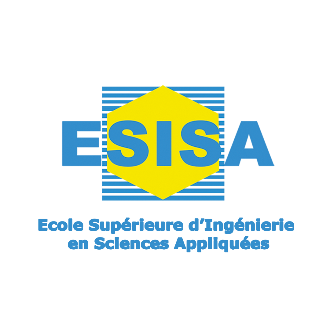 ESISA
Ecole Supérieure d'Ingénierie
en Sciences Appliquées